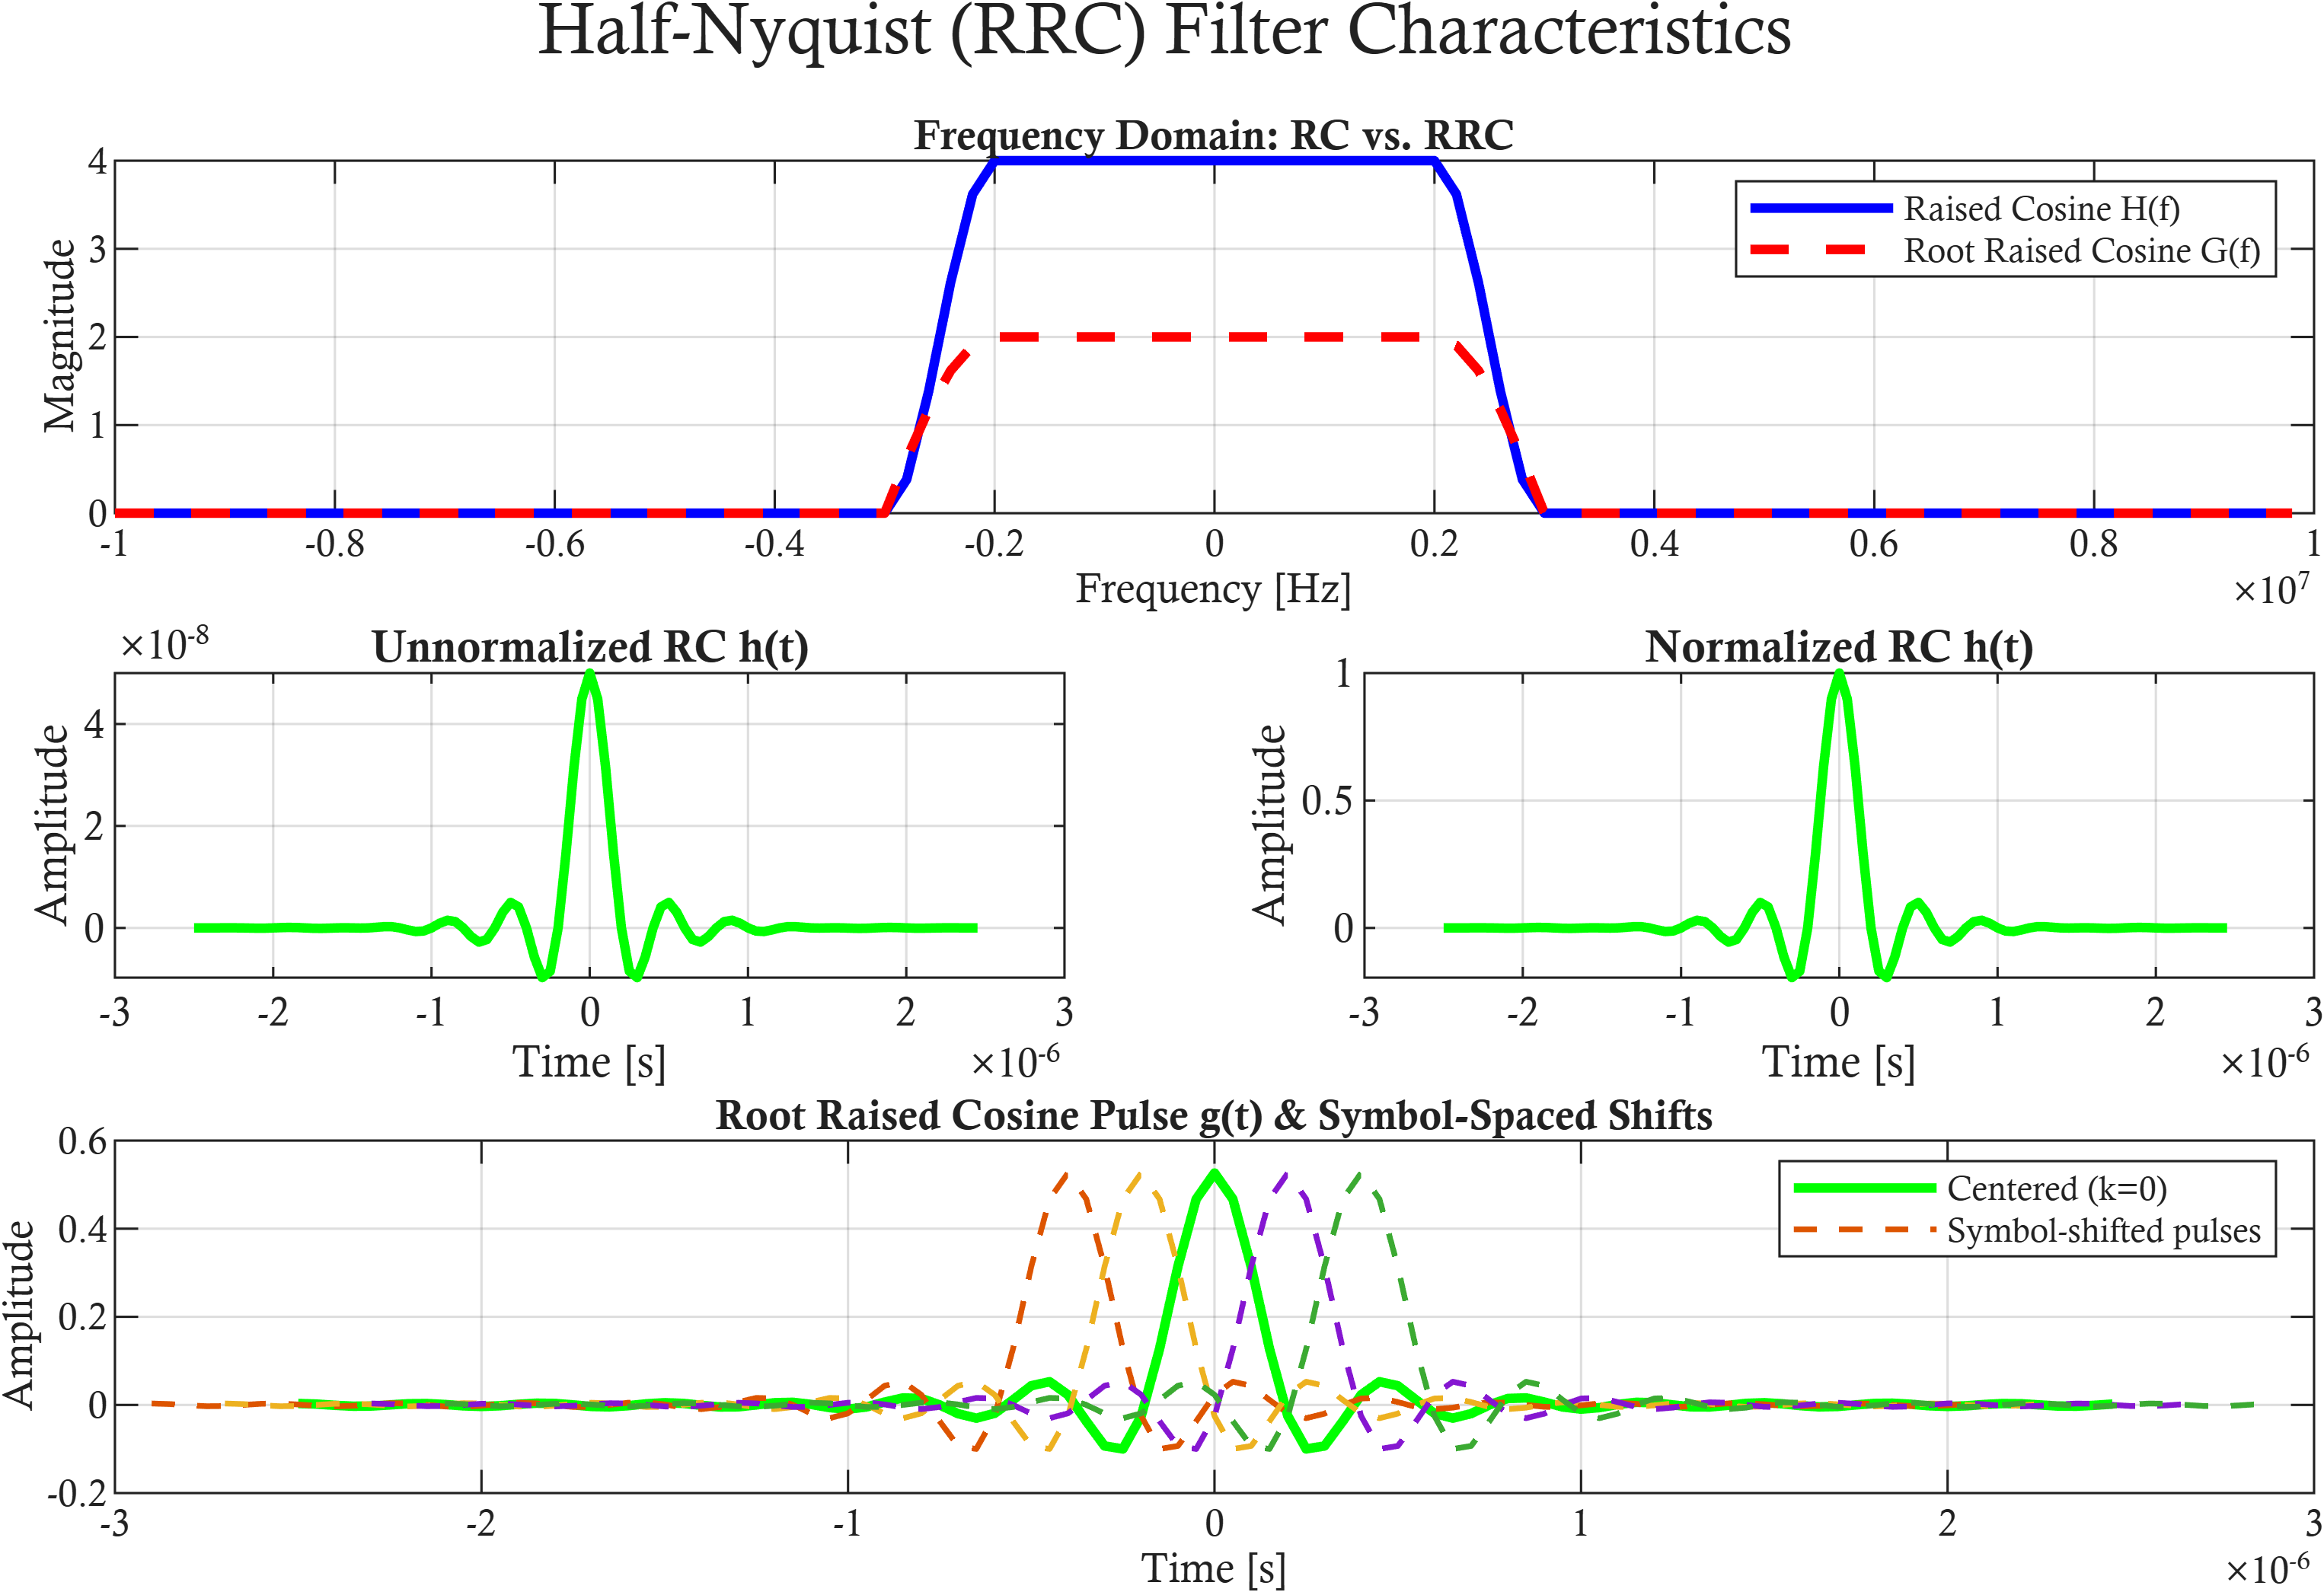 Half-Nyquist (RRC) Filter Characteristics
Frequency Domain: RC vs. RRC
Magnitude
4
3
2
1
0
Raised Cosine H(f)
Root Raised Cosine G(f)
-1 -0.8 -0.6 -0.4 -0.2 0 0.2 0.4 0.6 0.8 1
Frequency [Hz]
×10⁷
×10⁻⁸
Unnormalized RC h(t)
Amplitude
4
2
0
-3 -2 -1 0 1 2 3
Time [s]
×10⁻⁶
Normalized RC h(t)
Amplitude
1
0.5
0
-3 -2 -1 0 1 2 3
Time [s]
×10⁻⁶
Root Raised Cosine Pulse g(t) & Symbol-Spaced Shifts
Amplitude
0.6
0.4
0.2
0
-0.2
Centered (k=0)
Symbol-shifted pulses
-3 -2 -1 0 1 2 3
Time [s]
×10⁻⁶